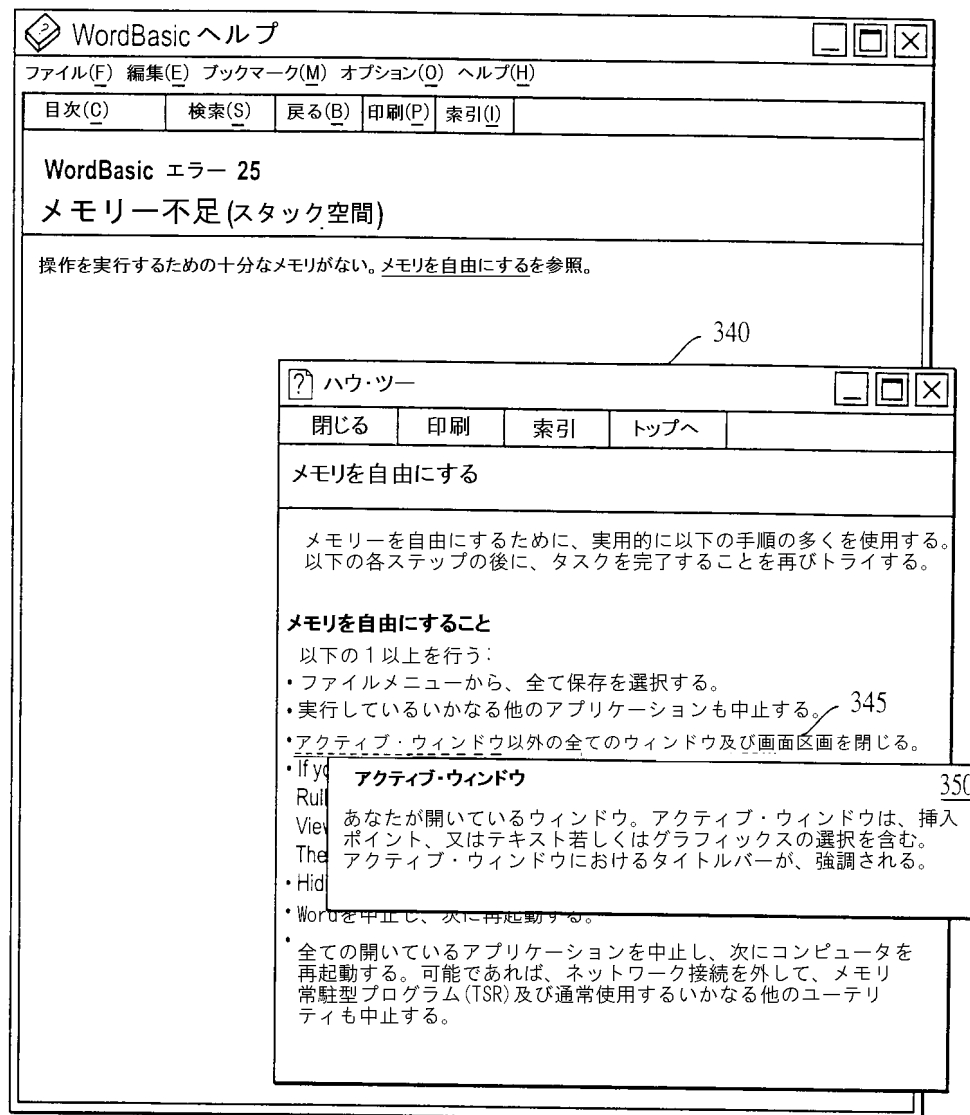 WordBasic ヘルプ
ファイル(F) 編集(E) ブックマーク(M) オプション(O) ヘルプ(H)
目次(C) 検索(S) 戻る(B) 印刷(P) 索引(I)
WordBasic エラー 25
メモリー不足(スタック空間)
操作を実行するための十分なメモリがない。メモリを自由にするを参照。
340
ハウ・ツー
閉じる 印刷 索引 トップへ
メモリを自由にする
メモリーを自由にするために、実用的に以下の手順の多くを使用する。
以下の各ステップの後に、タスクを完了することを再びトライする。
メモリを自由にすること
以下の1以上を行う:
・ファイルメニューから、全て保存を選択する。
・実行しているいかなる他のアプリケーションも中止する。
345
・アクティブ・ウィンドウ以外の全てのウィンドウ及び画面区画を閉じる。
・If
アクティブ・ウィンドウ
350
あなたが開いているウィンドウ。アクティブ・ウィンドウは、挿入
ポイント、又はテキスト若しくはグラフィックスの選択を含む。
アクティブ・ウィンドウにおけるタイトルバーが、強調される。
The
・Wordを中止し、次に再起動する。
・
全ての開いているアプリケーションを中止し、次にコンピュータを
再起動する。可能であれば、ネットワーク接続を外して、メモリ
常駐型プログラム(TSR)及び通常使用するいかなる他のユーテリ
ティも中止する。